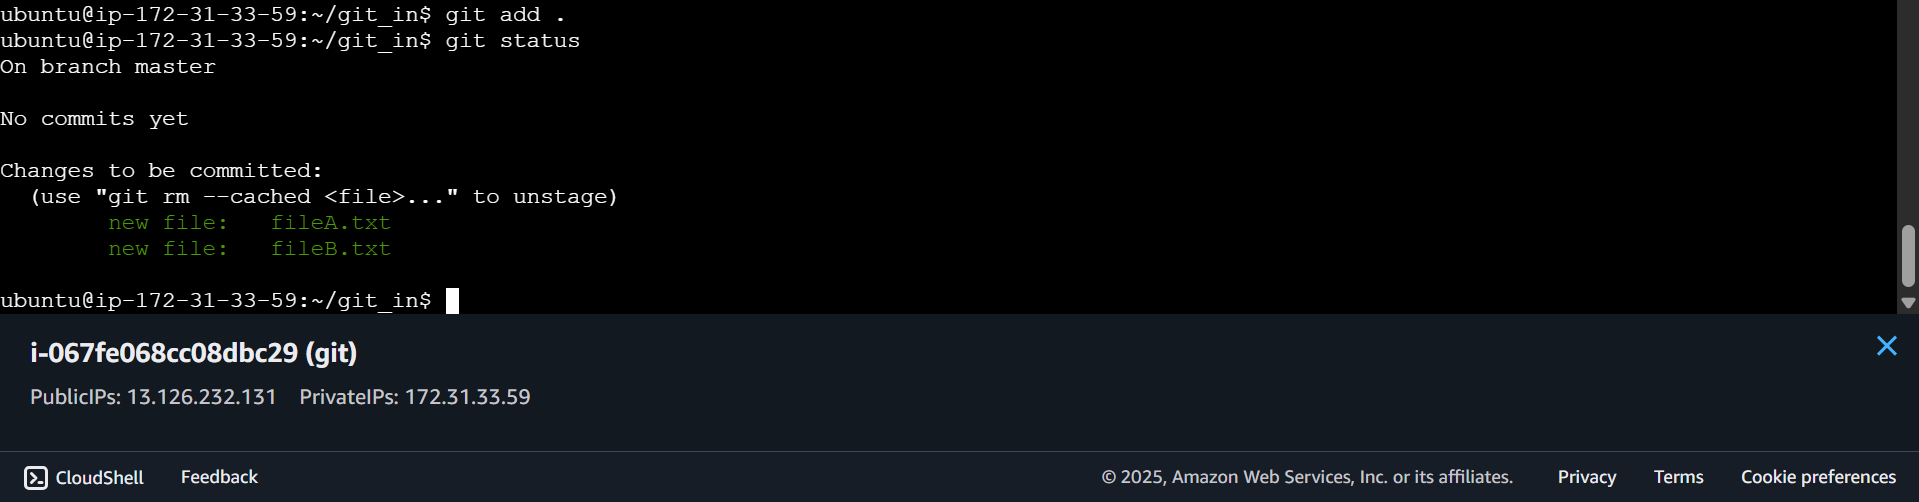 ubuntu@ip-172-31-33-59:~/git_in$ git add .
ubuntu@ip-172-31-33-59:~/git_in$ git status
On branch master
No commits yet
Changes to be committed:
  (use "git rm --cached <file>..." to unstage)
        new file:   fileA.txt
        new file:   fileB.txt
ubuntu@ip-172-31-33-59:~/git_in$
i-067fe068cc08dbc29 (git)
PublicIPs: 13.126.232.131 PrivateIPs: 172.31.33.59
CloudShell Feedback © 2025, Amazon Web Services, Inc. or its affiliates. Privacy Terms Cookie preferences